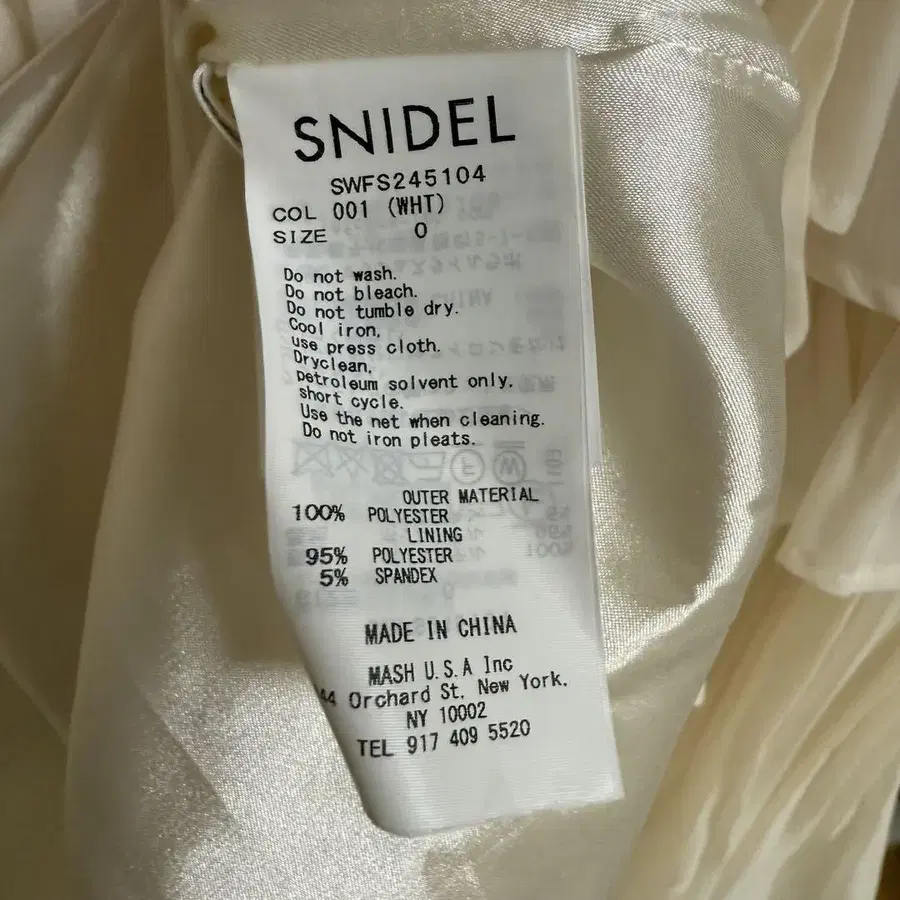 SNIDEL
SWFS245104
COL 001 (WHT)
SIZE 0
Do not wash.
Do not bleach.
Do not tumble dry.
Cool iron,
use press cloth.
Dryclean,
petroleum solvent only.
short cycle.
Use the net when cleaning.
Do not iron pleats.
OUTER MATERIAL
100% POLYESTER
LINING
95% POLYESTER
5% SPANDEX
MADE IN CHINA
MASH U.S.A Inc
44 Orchard St, New York,
NY 10002
TEL 917 409 5520